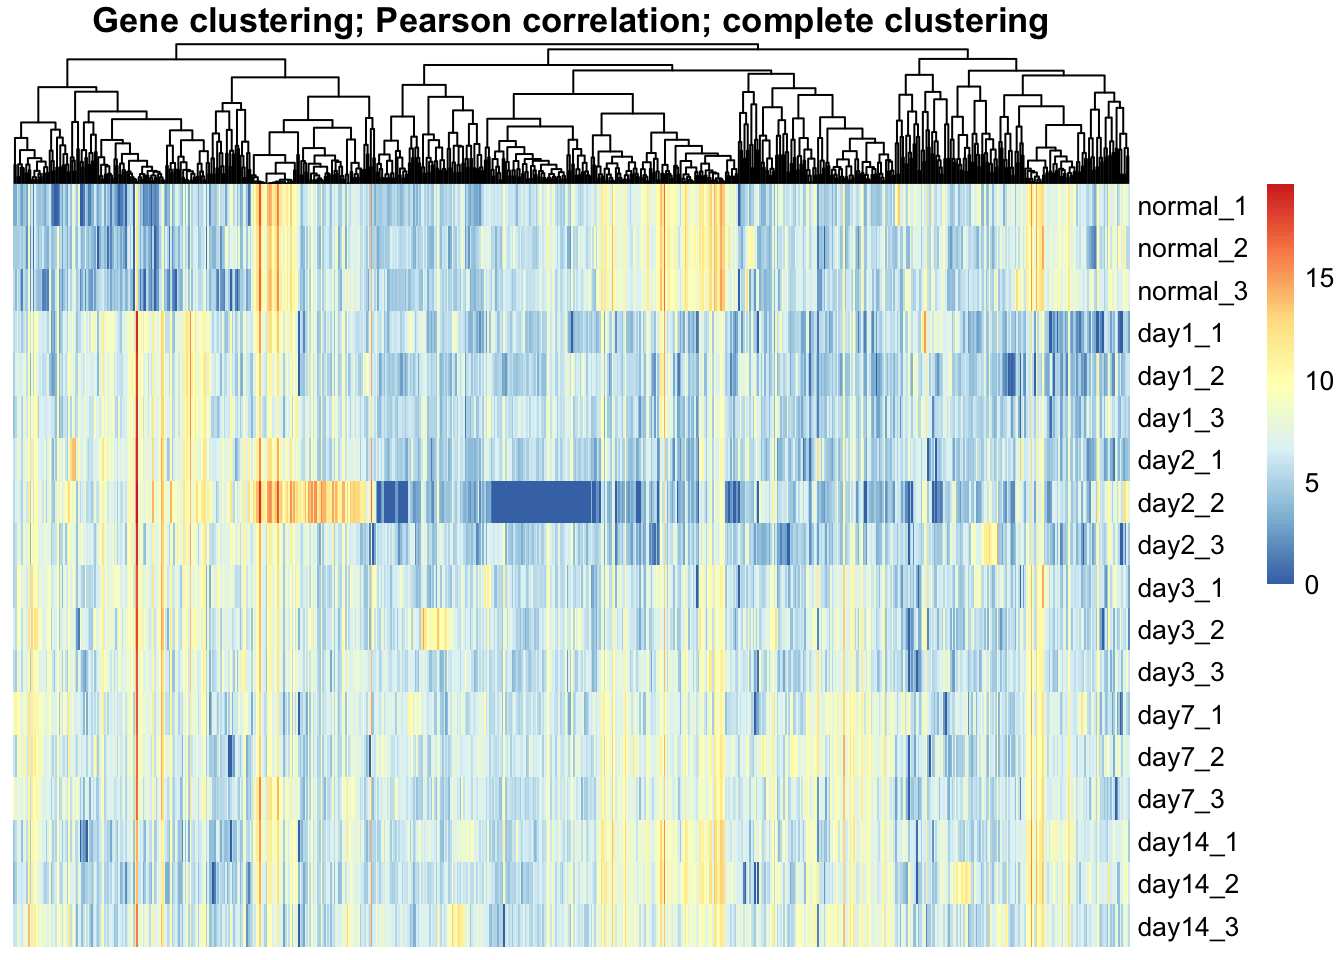 Gene clustering; Pearson correlation; complete clustering
normal_1
normal_2
normal_3
day1_1
day1_2
day1_3
day2_1
day2_2
day2_3
day3_1
day3_2
day3_3
day7_1
day7_2
day7_3
day14_1
day14_2
day14_3
15
10
5
0